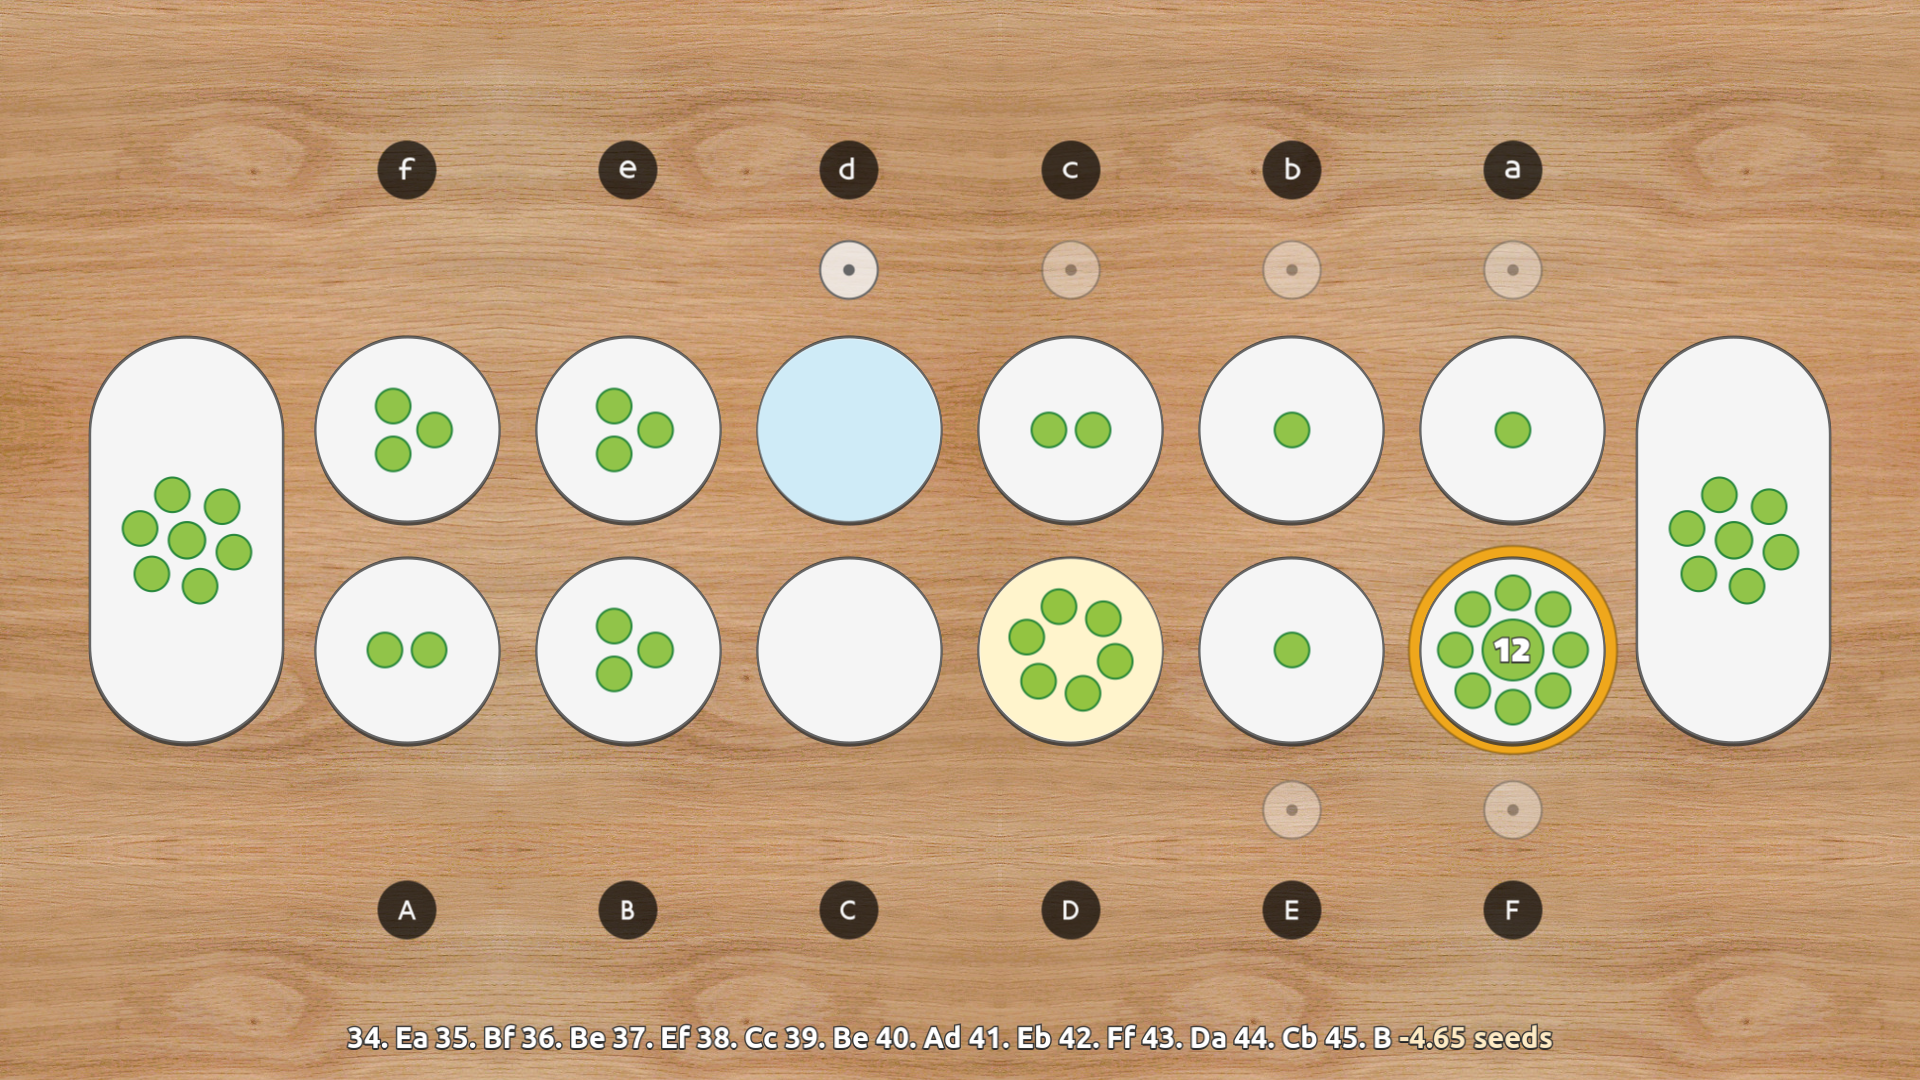 f e d c b a
12
A B C D E F
34. Ea 35. Bf 36. Be 37. Ef 38. Cc 39. Be 40. Ad 41. Eb 42. Ff 43. Da 44. Cb 45. B -4.65 seeds